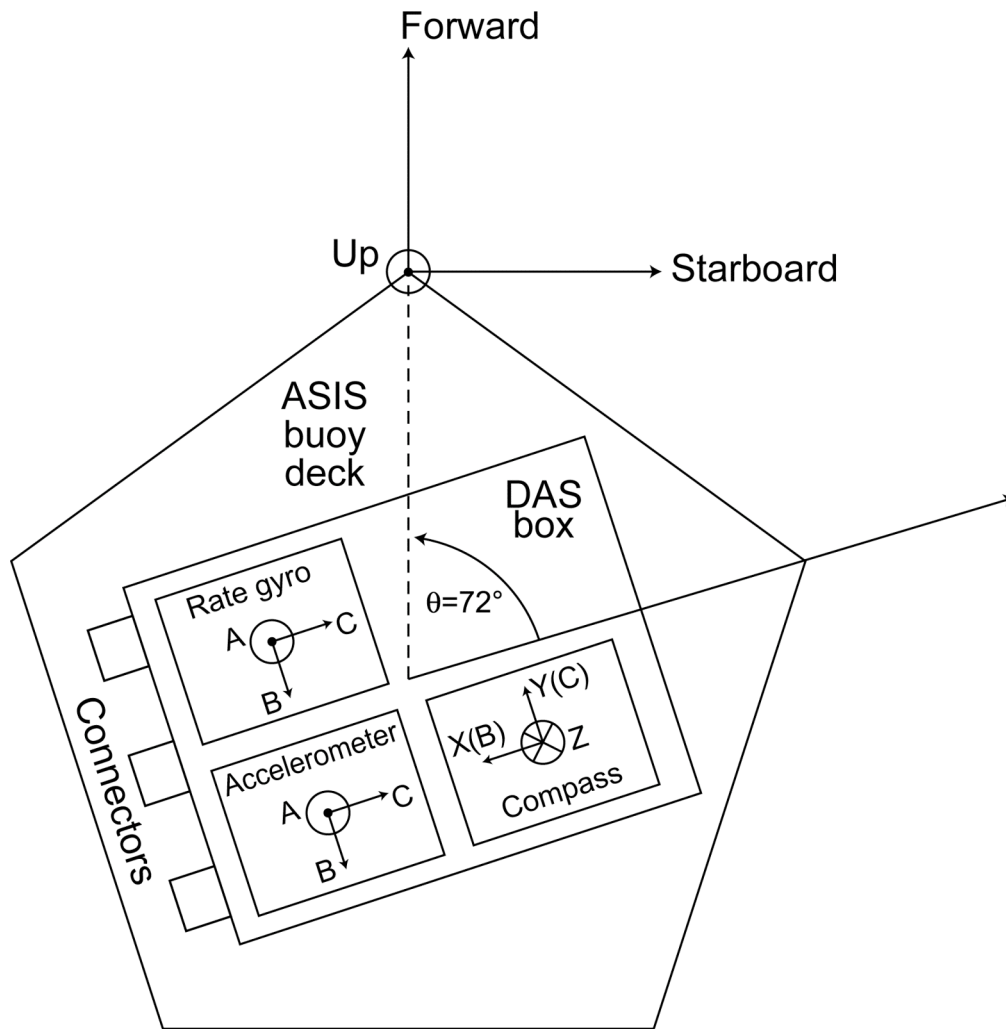 Forward
Up
Starboard
ASIS
buoy
deck
DAS
box
Rate gyro
A
C
B
θ=72°
Connectors
Accelerometer
A
C
B
Y(C)
X(B)
Z
Compass